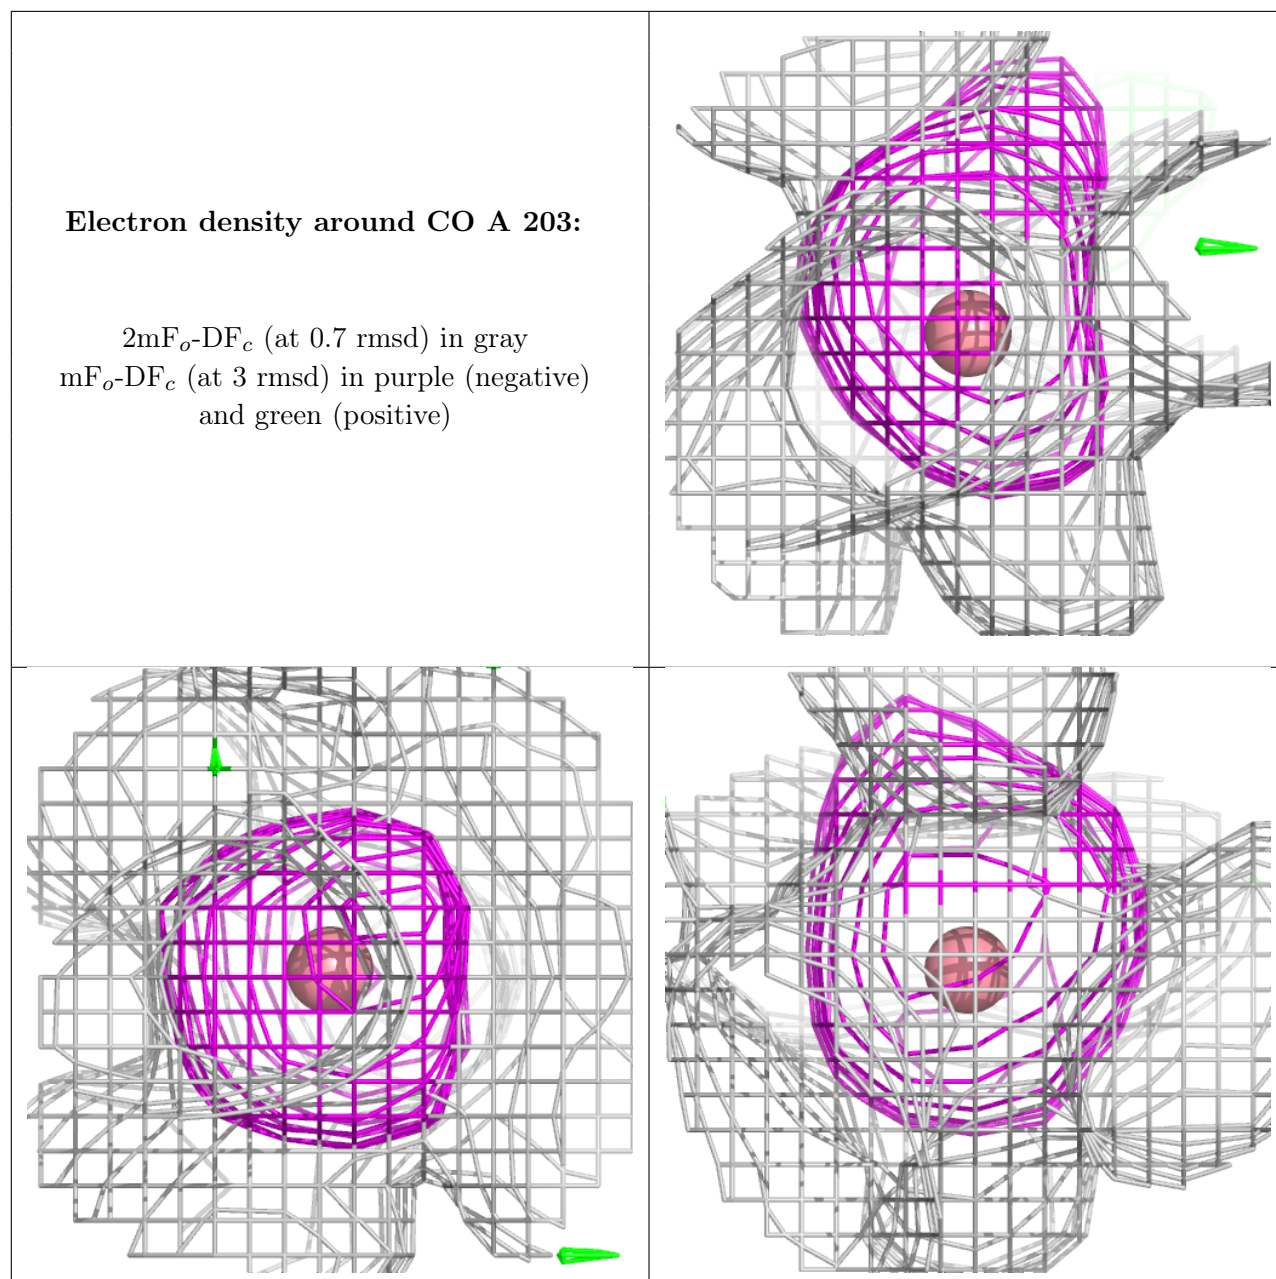 Electron density around CO A 203:
2mFo-DFc (at 0.7 rmsd) in gray
mFo-DFc (at 3 rmsd) in purple (negative)
and green (positive)